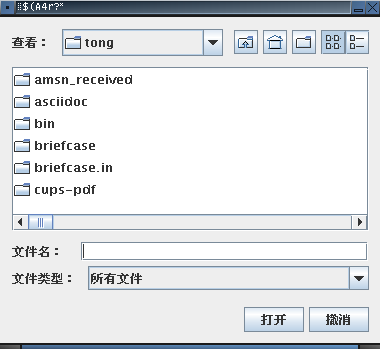 $(A4r?*
查看： tong
amsn_received
asciidoc
bin
briefcase
briefcase.in
cups-pdf
文件名：
文件类型： 所有文件
打开 撤消